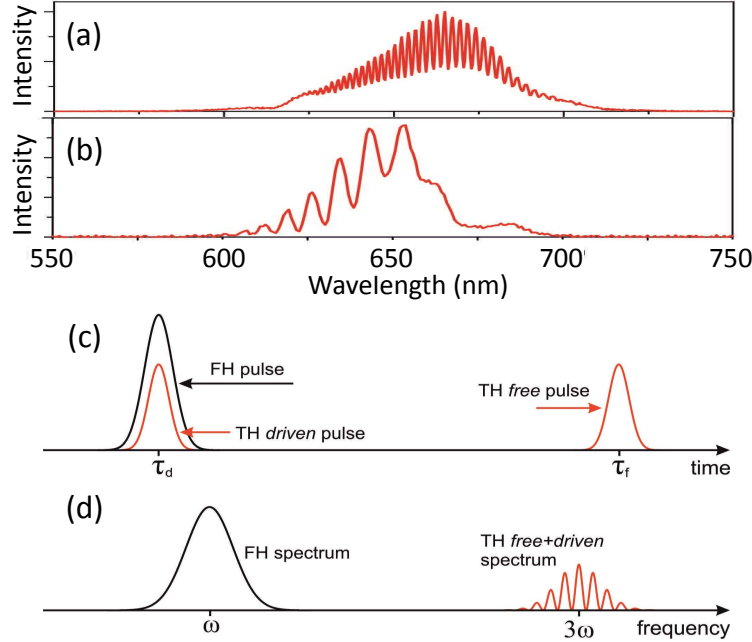 (a)
Intensity
(b)
Intensity
550 600 650 700' 750
Wavelength (nm)
(c)
FH pulse
TH driven pulse
TH free pulse
τd τf time
(d)
FH spectrum
TH free+driven
spectrum
ω 3ω frequency